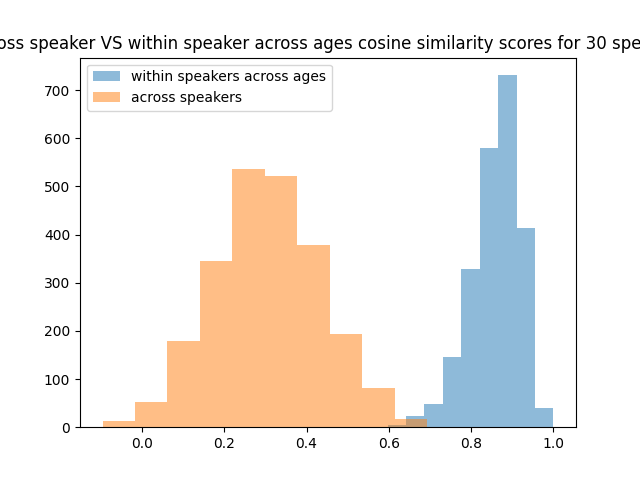 oss speaker VS within speaker across ages cosine similarity scores for 30 spe
within speakers across ages
across speakers
700
600
500
400
300
200
100
0
0.0 0.2 0.4 0.6 0.8 1.0